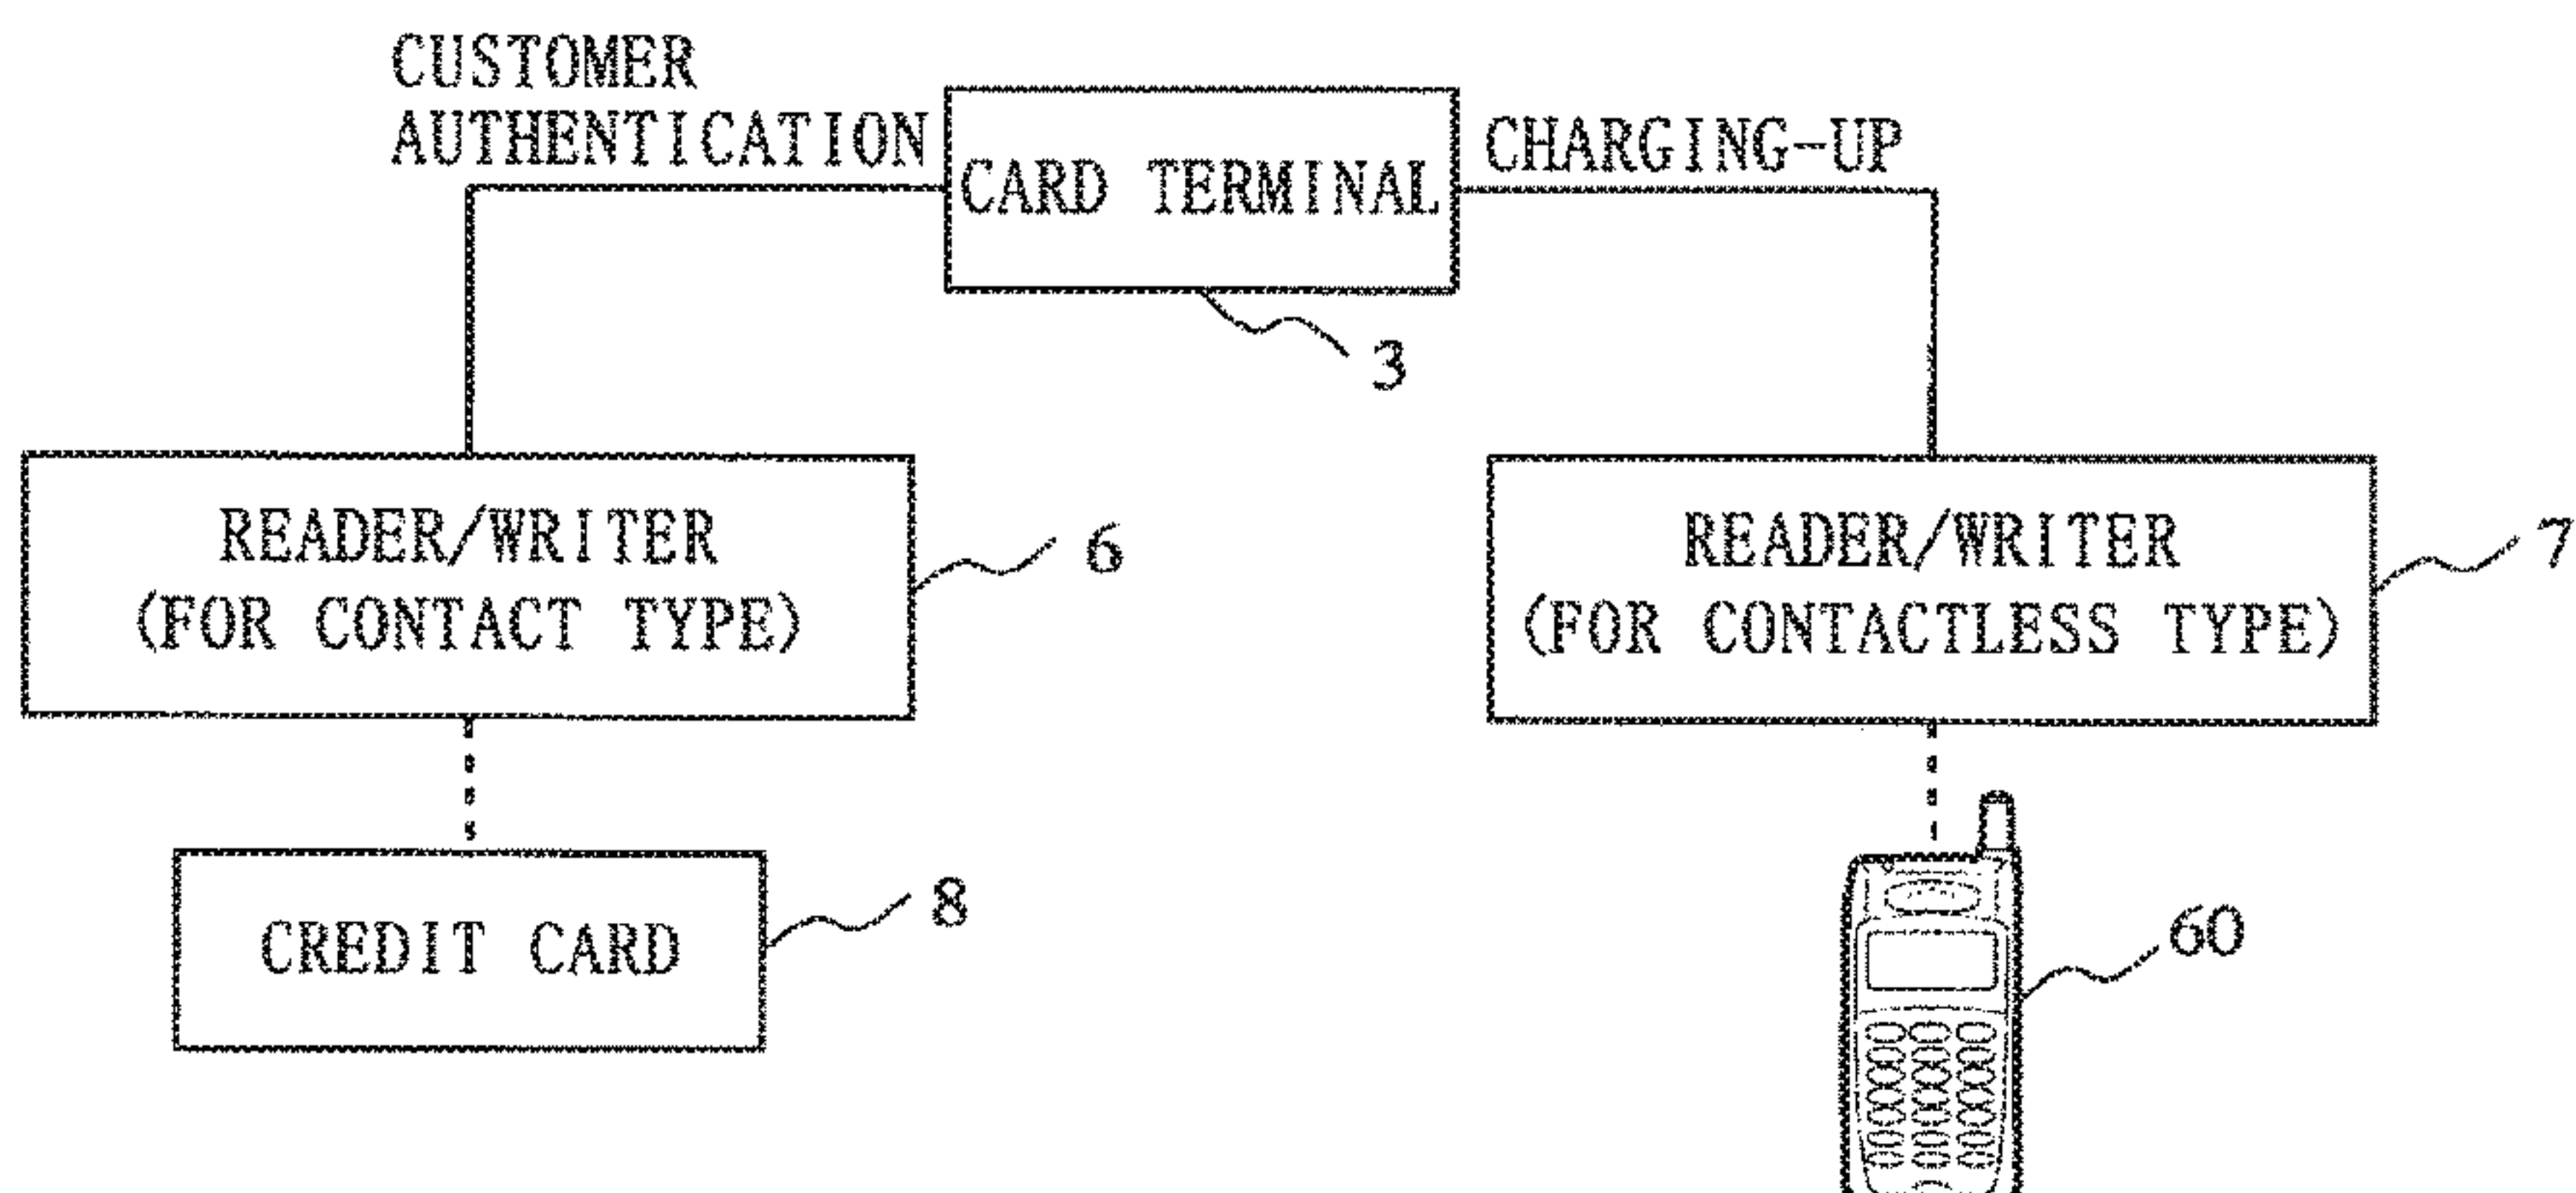 CUSTOMER
AUTHENTICATION
CARD TERMINAL
CHARGING-UP
3
READER/WRITER
(FOR CONTACT TYPE)
6
READER/WRITER
(FOR CONTACTLESS TYPE)
7
CREDIT CARD
8
60